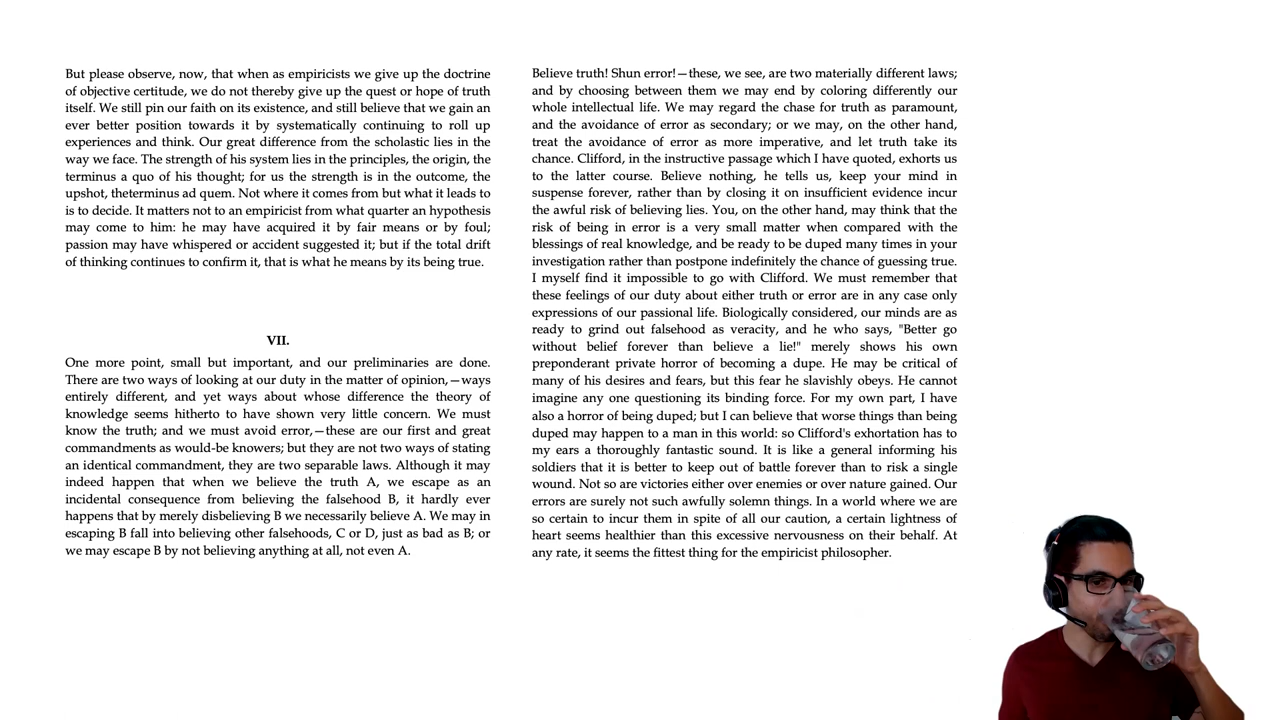 But please observe, now, that when as empiricists we give up the doctrine
of objective certitude, we do not thereby give up the quest or hope of truth
itself. We still pin our faith on its existence, and still believe that we gain an
ever better position towards it by systematically continuing to roll up
experiences and think. Our great difference from the scholastic lies in the
way we face. The strength of his system lies in the principles, the origin, the
terminus a quo of his thought; for us the strength is in the outcome, the
upshot, theterminus ad quem. Not where it comes from but what it leads to
is to decide. It matters not to an empiricist from what quarter an hypothesis
may come to him: he may have acquired it by fair means or by foul;
passion may have whispered or accident suggested it; but if the total drift
of thinking continues to confirm it, that is what he means by its being true.
VII.
One more point, small but important, and our preliminaries are done.
There are two ways of looking at our duty in the matter of opinion,—ways
entirely different, and yet ways about whose difference the theory of
knowledge seems hitherto to have shown very little concern. We must
know the truth; and we must avoid error,—these are our first and great
commandments as would-be knowers; but they are not two ways of stating
an identical commandment, they are two separable laws. Although it may
indeed happen that when we believe the truth A, we escape as an
incidental consequence from believing the falsehood B, it hardly ever
happens that by merely disbelieving B we necessarily believe A. We may in
escaping B fall into believing other falsehoods, C or D, just as bad as B; or
we may escape B by not believing anything at all, not even A.
Believe truth! Shun error!—these, we see, are two materially different laws;
and by choosing between them we may end by coloring differently our
whole intellectual life. We may regard the chase for truth as paramount,
and the avoidance of error as secondary; or we may, on the other hand,
treat the avoidance of error as more imperative, and let truth take its
chance. Clifford, in the instructive passage which I have quoted, exhorts us
to the latter course. Believe nothing, he tells us, keep your mind in
suspense forever, rather than by closing it on insufficient evidence incur
the awful risk of believing lies. You, on the other hand, may think that the
risk of being in error is a very small matter when compared with the
blessings of real knowledge, and be ready to be duped many times in your
investigation rather than postpone indefinitely the chance of guessing true.
I myself find it impossible to go with Clifford. We must remember that
these feelings of our duty about either truth or error are in any case only
expressions of our passional life. Biologically considered, our minds are as
ready to grind out falsehood as veracity, and he who says, "Better go
without belief forever than believe a lie!" merely shows his own
preponderant private horror of becoming a dupe. He may be critical of
many of his desires and fears, but this fear he slavishly obeys. He cannot
imagine any one questioning its binding force. For my own part, I have
also a horror of being duped; but I can believe that worse things than being
duped may happen to a man in this world: so Clifford's exhortation has to
my ears a thoroughly fantastic sound. It is like a general informing his
soldiers that it is better to keep out of battle forever than to risk a single
wound. Not so are victories either over enemies or over nature gained. Our
errors are surely not such awfully solemn things. In a world where we are
so certain to incur them in spite of all our caution, a certain lightness of
heart seems healthier than this excessive nervousness on their behalf. At
any rate, it seems the fittest thing for the empiricist philosopher.